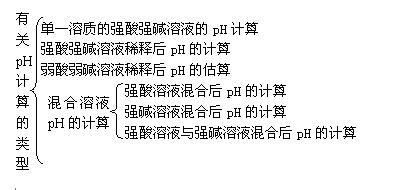 有关pH计算的类型
单一溶质的强酸强碱溶液的 pH 计算
强酸强碱溶液稀释后 pH 的计算
弱酸弱碱溶液稀释后 pH 的估算
混合溶液
pH 的计算
强酸溶液混合后 pH 的计算
强碱溶液混合后 pH 的计算
强酸溶液与强碱溶液混合后 pH 的计算